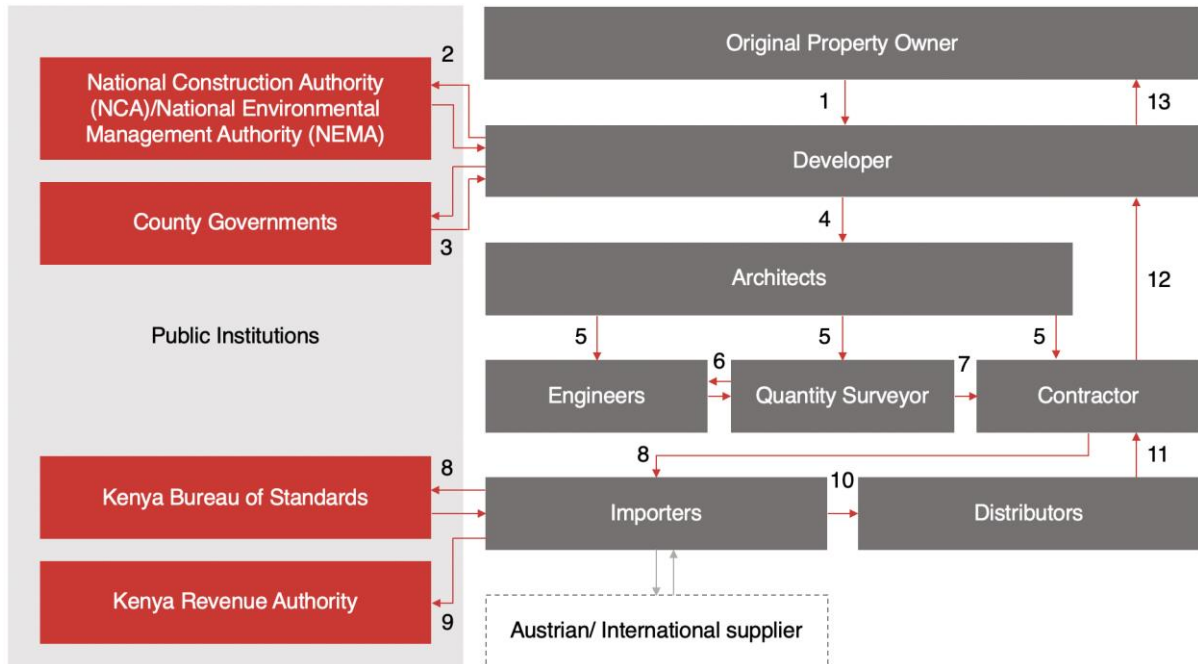 Original Property Owner
2
National Construction Authority
(NCA)/National Environmental
Management Authority (NEMA)
1
13
Developer
County Governments
3
4
Architects
12
Public Institutions
5
5
5
6
7
Engineers
Quantity Surveyor
Contractor
8
8
10
11
Kenya Bureau of Standards
Importers
Distributors
Kenya Revenue Authority
9
Austrian/ International supplier